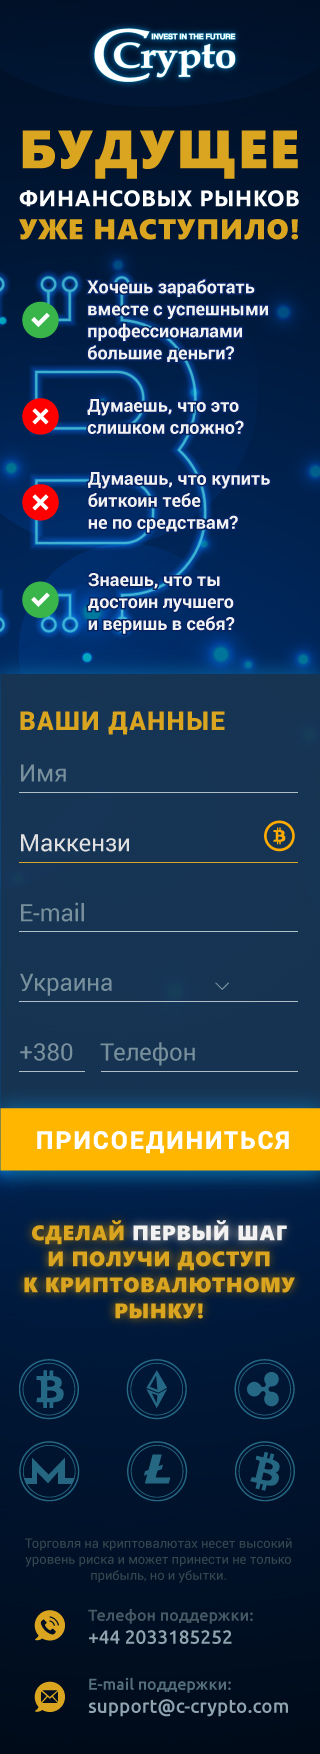 INVEST IN THE FUTURE
CCrypto
БУДУЩЕЕ
ФИНАНСОВЫХ РЫНКОВ
УЖЕ НАСТУПИЛО!
Хочешь заработать
вместе с успешными
профессионалами
большие деньги?
Думаешь, что это
слишком сложно?
Думаешь, что купить
биткоин тебе
не по средствам?
Знаешь, что ты
достоин лучшего
и веришь в себя?
ВАШИ ДАННЫЕ
Имя
Маккензи
E-mail
Украина
+380 Телефон
ПРИСОЕДИНИТЬСЯ
СДЕЛАЙ ПЕРВЫЙ ШАГ
И ПОЛУЧИ ДОСТУП
К КРИПТОВАЛЮТНОМУ
РЫНКУ!
Торговля на криптовалютах несет высокий
уровень риска и может принести не только
прибыль, но и убытки.
Телефон поддержки:
+44 2033185252
E-mail поддержки:
support@c-crypto.com